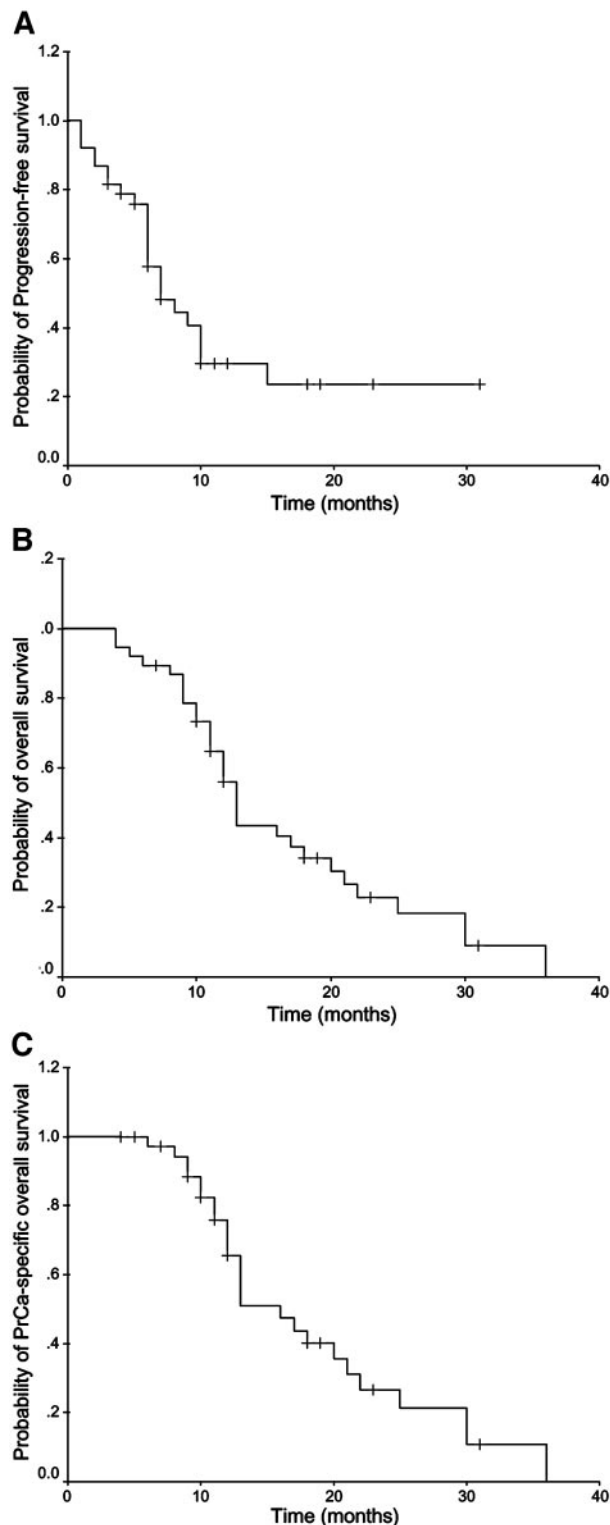 A
1.2
1.0
.8
.6
.4
0.2
0.0
Probability of Progression-free survival
0 10 20 30 40
Time (months)
B
.2
.0
.8
.6
.4
.2
.0
Probability of overall survival
0 10 20 30 40
Time (months)
C
1.2
1.0
.8
.6
.4
0.2
0.0
Probability of PrCa-specific overall survival
0 10 20 30 40
Time (months)